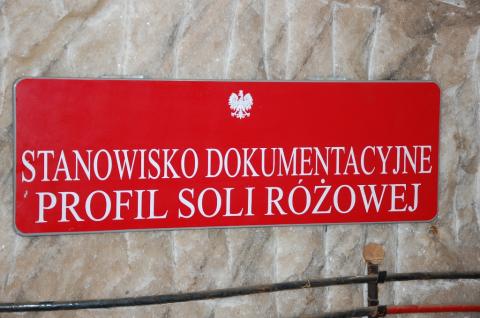 STANOWISKO DOKUMENTACYJNE
PROFIL SOLI RÓŻOWEJ